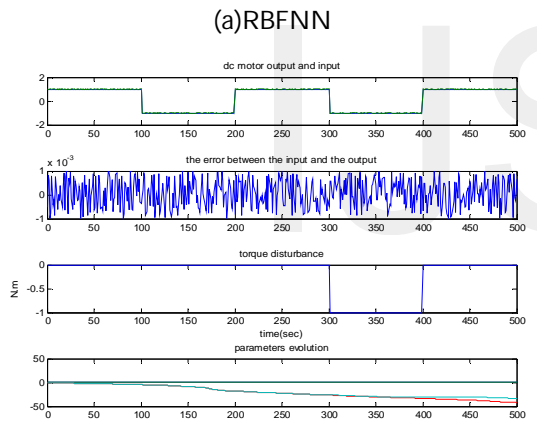 (a)RBFNN
dc motor output and input
2
0
-2
0 50 100 150 200 250 300 350 400 450 500
x 10^-3
the error between the input and the output
1
0
-1
0 50 100 150 200 250 300 350 400 450 500
torque disturbance
0
-0.5
-1
N.m
0 50 100 150 200 250 300 350 400 450 500
time(sec)
parameters evolution
50
0
-50
0 50 100 150 200 250 300 350 400 450 500